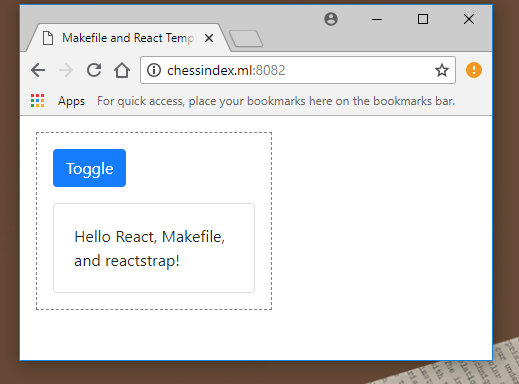 Makefile and React Temp
chessindex.ml:8082
Apps For quick access, place your bookmarks here on the bookmarks bar.
Toggle
Hello React, Makefile,
and reactstrap!